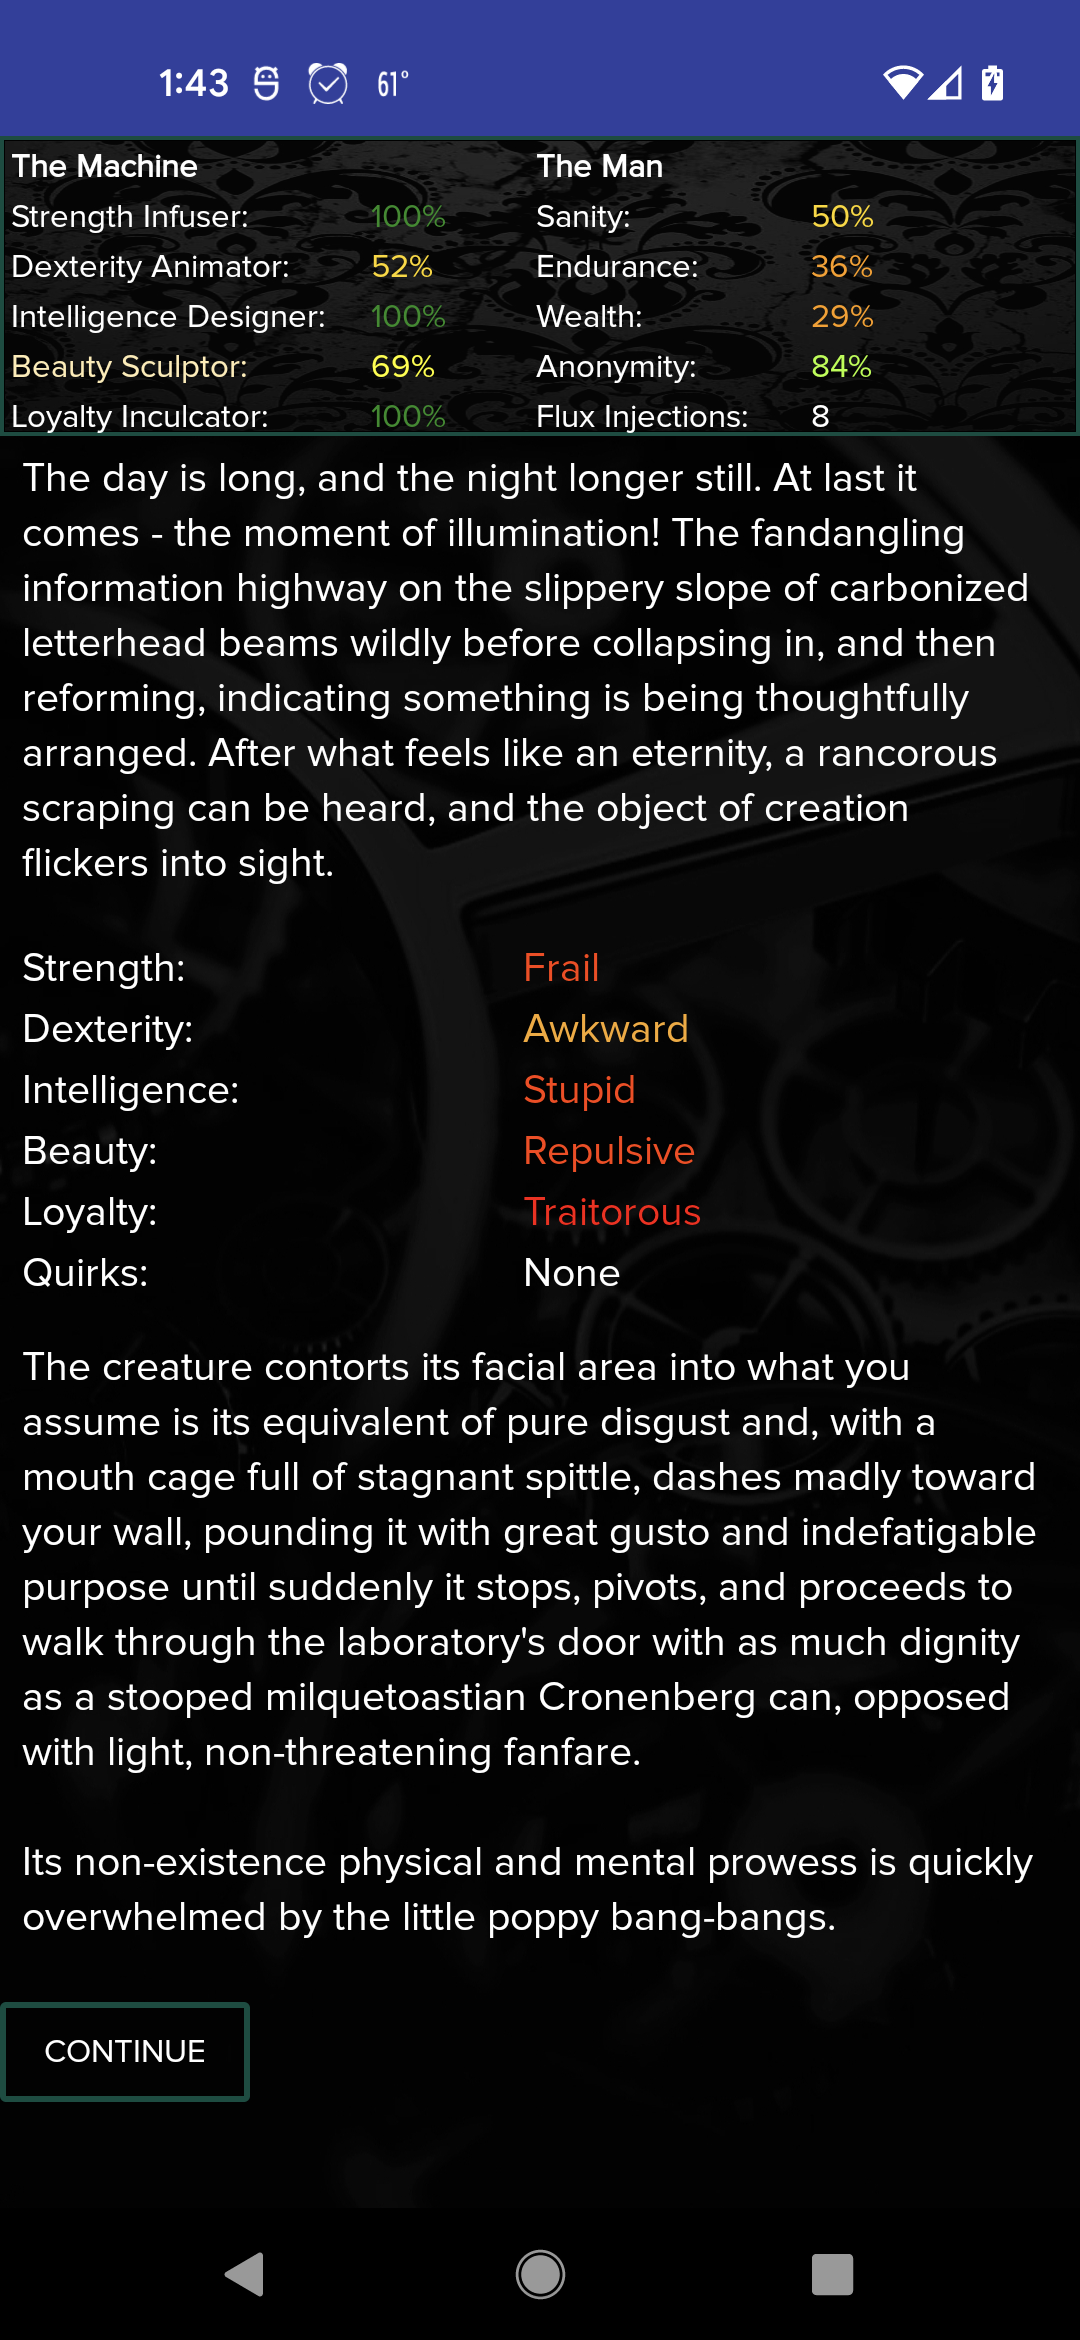 1:43 61°
The Machine The Man
Strength Infuser: 100% Sanity: 50%
Dexterity Animator: 52% Endurance: 36%
Intelligence Designer: 100% Wealth: 29%
Beauty Sculptor: 69% Anonymity: 84%
Loyalty Inculcator: 100% Flux Injections: 8
The day is long, and the night longer still. At last it
comes - the moment of illumination! The fandangling
information highway on the slippery slope of carbonized
letterhead beams wildly before collapsing in, and then
reforming, indicating something is being thoughtfully
arranged. After what feels like an eternity, a rancorous
scraping can be heard, and the object of creation
flickers into sight.
Strength: Frail
Dexterity: Awkward
Intelligence: Stupid
Beauty: Repulsive
Loyalty: Traitorous
Quirks: None
The creature contorts its facial area into what you
assume is its equivalent of pure disgust and, with a
mouth cage full of stagnant spittle, dashes madly toward
your wall, pounding it with great gusto and indefatigable
purpose until suddenly it stops, pivots, and proceeds to
walk through the laboratory's door with as much dignity
as a stooped milquetoastian Cronenberg can, opposed
with light, non-threatening fanfare.
Its non-existence physical and mental prowess is quickly
overwhelmed by the little poppy bang-bangs.
CONTINUE